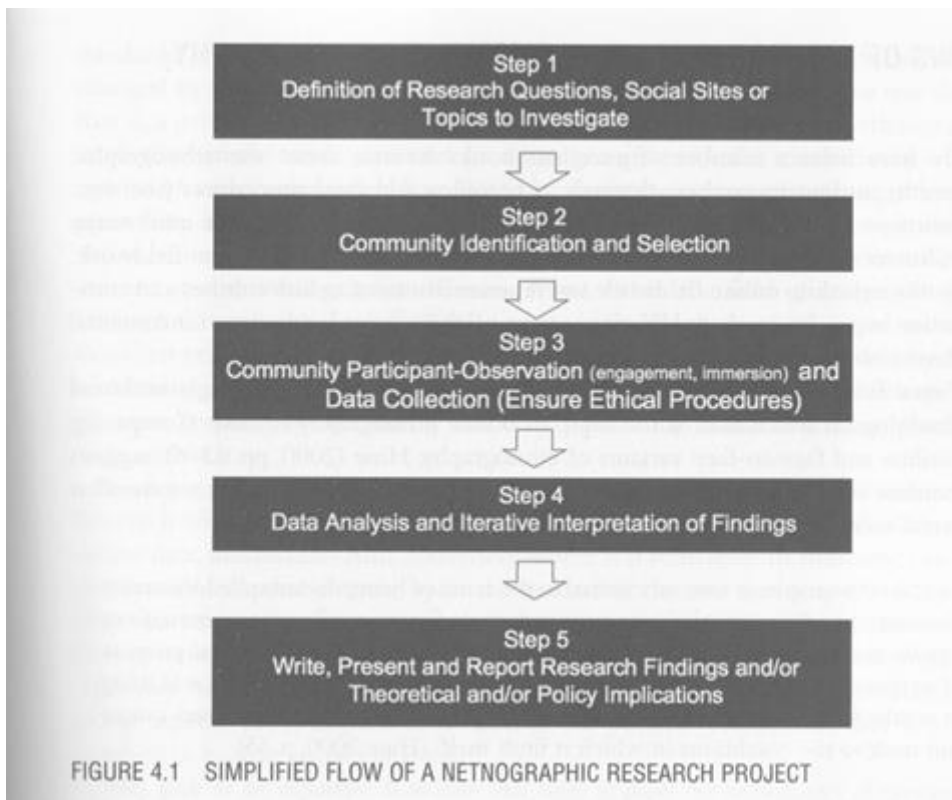 Step 1
Definition of Research Questions, Social Sites or
Topics to Investigate
Step 2
Community Identification and Selection
Step 3
Community Participant-Observation (engagement, immersion) and
Data Collection (Ensure Ethical Procedures)
Step 4
Data Analysis and Iterative Interpretation of Findings
Step 5
Write, Present and Report Research Findings and/or
Theoretical and/or Policy Implications
FIGURE 4.1 SIMPLIFIED FLOW OF A NETNOGRAPHIC RESEARCH PROJECT